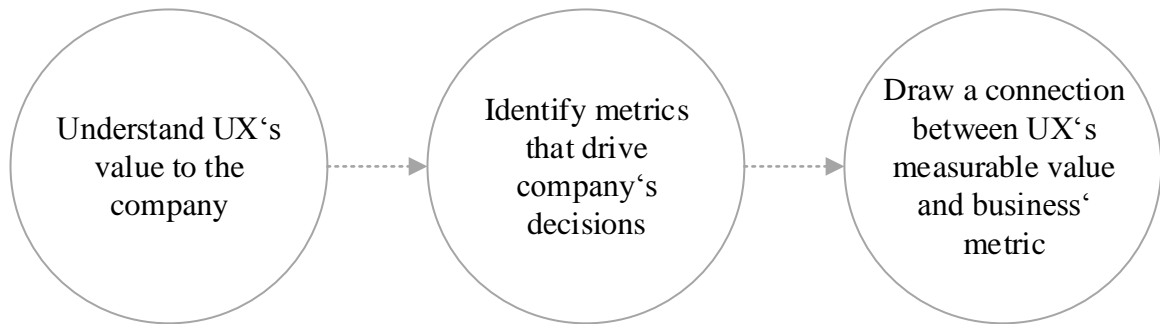 Understand UX‘s
value to the
company
Identify metrics
that drive
company‘s
decisions
Draw a connection
between UX‘s
measurable value
and business‘
metric